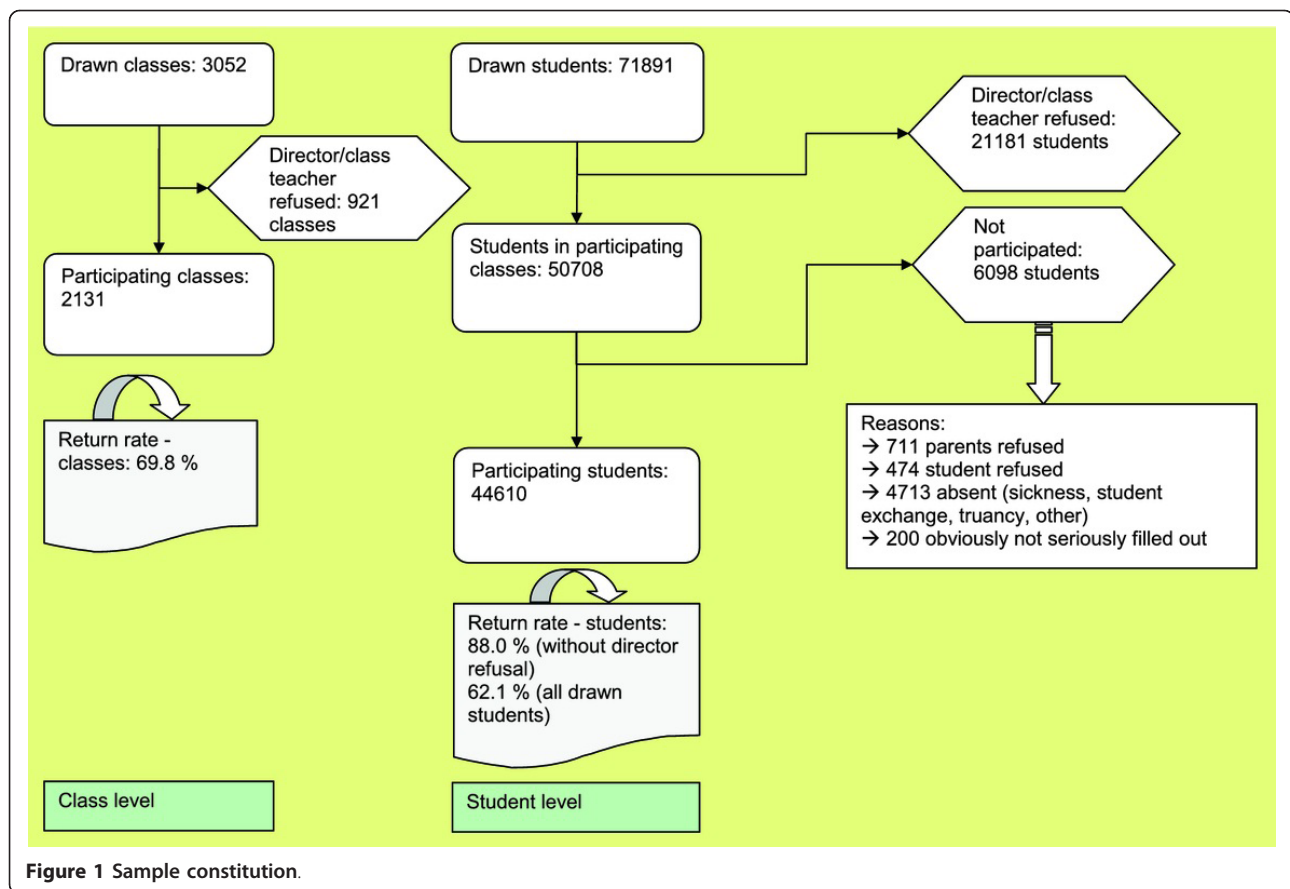 Drawn classes: 3052
Director/class
teacher
refused: 921
classes
Participating classes:
2131
Return rate -
classes: 69.8 %
Class level
Drawn students: 71891
Director/class
teacher refused:
21181 students
Students in participating
classes: 50708
Not
participated:
6098 students
Reasons:
→ 711 parents refused
→ 474 student refused
→ 4713 absent (sickness, student
exchange, truancy, other)
→ 200 obviously not seriously filled out
Participating students:
44610
Return rate - students:
88.0 % (without director
refusal)
62.1 % (all drawn
students)
Student level
Figure 1 Sample constitution.